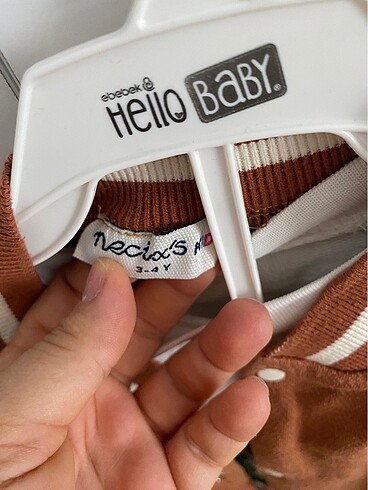 ebebek
HELLO BABY®
necix's
3-4 Y